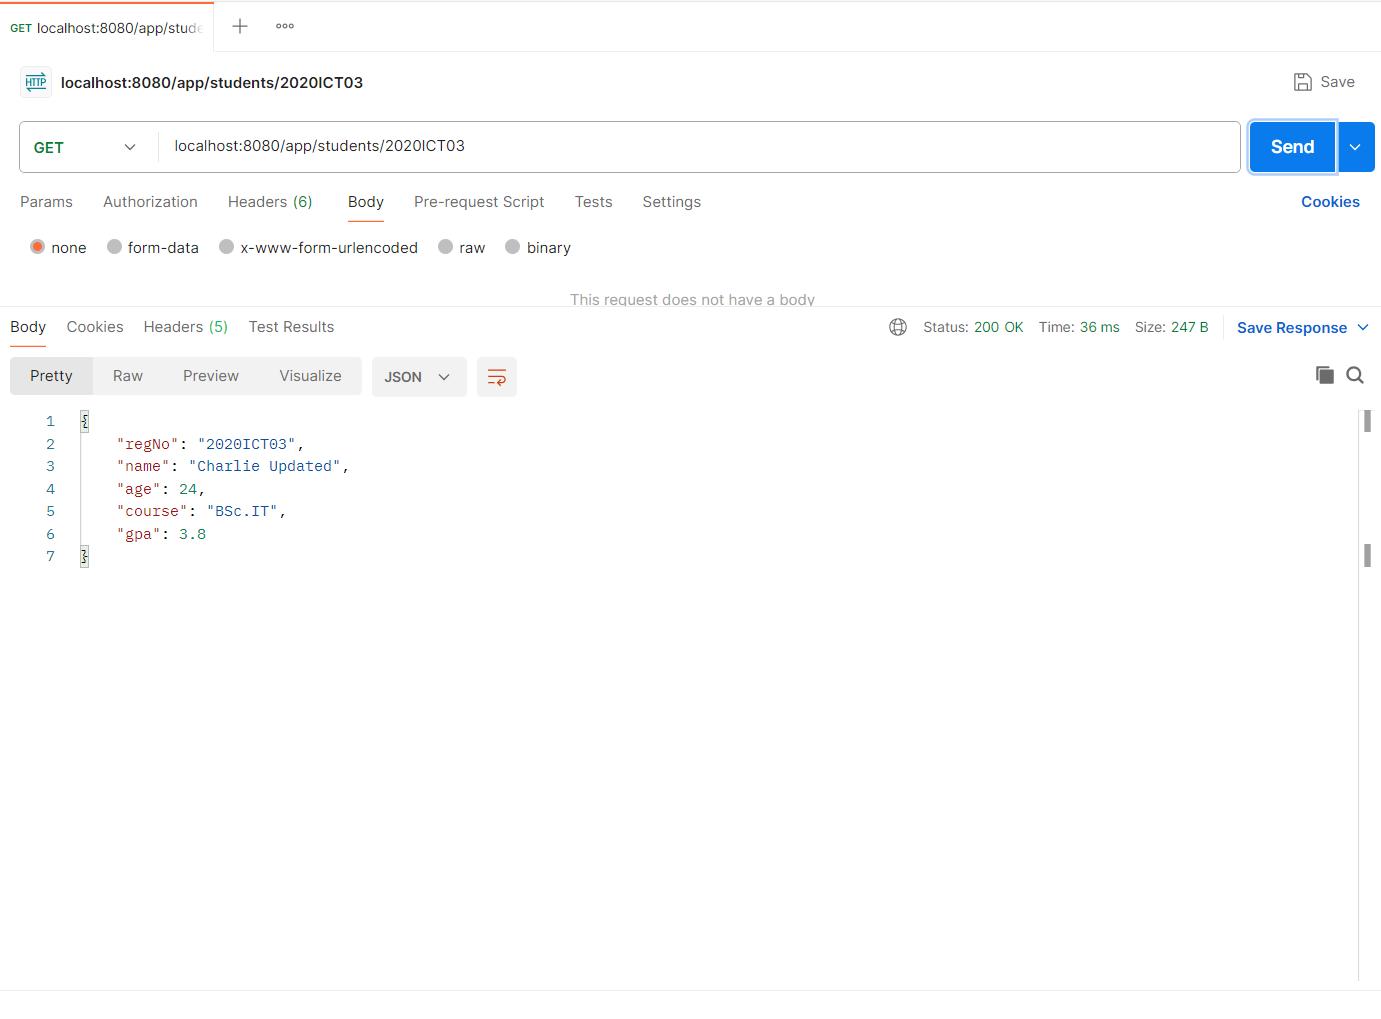 GET localhost:8080/app/stude
HTTP localhost:8080/app/students/2020ICT03 Save
GET localhost:8080/app/students/2020ICT03 Send
Params Authorization Headers (6) Body Pre-request Script Tests Settings Cookies
none form-data x-www-form-urlencoded raw binary
This request does not have a body
Body Cookies Headers (5) Test Results Status: 200 OK Time: 36 ms Size: 247 B Save Response
Pretty Raw Preview Visualize JSON
1 {
2 "regNo": "2020ICT03",
3 "name": "Charlie Updated",
4 "age": 24,
5 "course": "BSc.IT",
6 "gpa": 3.8
7 }